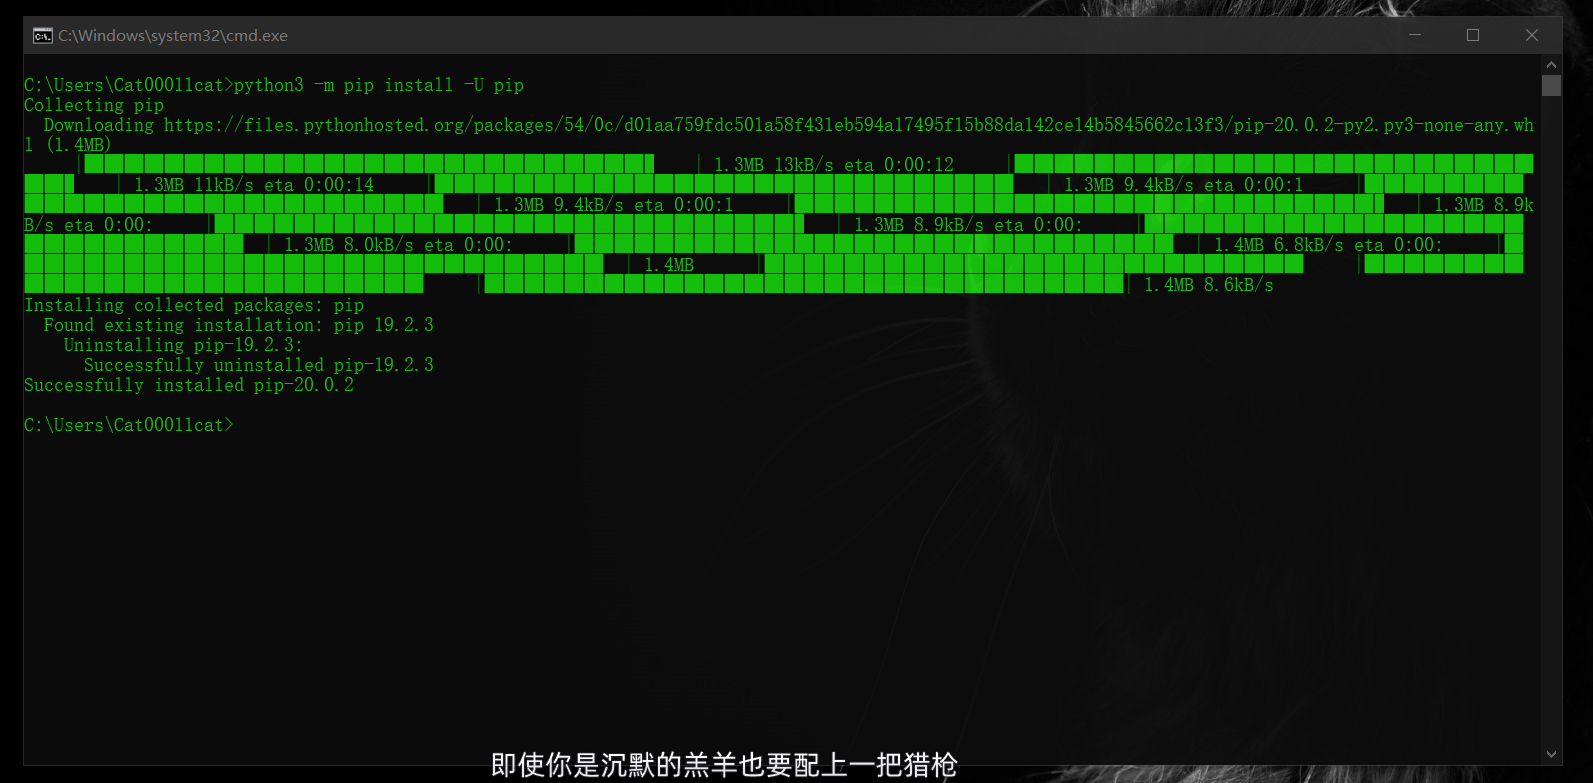 C:\Windows\system32\cmd.exe
C:\Users\Cat00011cat>python3 -m pip install -U pip
Collecting pip
Downloading https://files.pythonhosted.org/packages/54/0c/d01aa759fdc501a58f431eb594a17495f15b88da142ce14b5845662c13f3/pip-20.0.2-py2.py3-none-any.wh
l (1.4MB)
| | 1.3MB 13kB/s eta 0:00:12 |
| 1.3MB 11kB/s eta 0:00:14 | | 1.3MB 9.4kB/s eta 0:00:1 |
| 1.3MB 9.4kB/s eta 0:00:1 | | 1.3MB 8.9k
B/s eta 0:00: | | 1.3MB 8.9kB/s eta 0:00: |
| 1.3MB 8.0kB/s eta 0:00: | | 1.4MB 6.8kB/s eta 0:00: |
| 1.4MB | |
| | 1.4MB 8.6kB/s
Installing collected packages: pip
Found existing installation: pip 19.2.3
Uninstalling pip-19.2.3:
Successfully uninstalled pip-19.2.3
Successfully installed pip-20.0.2
C:\Users\Cat00011cat>
即使你是沉默的羔羊也要配上一把猎枪